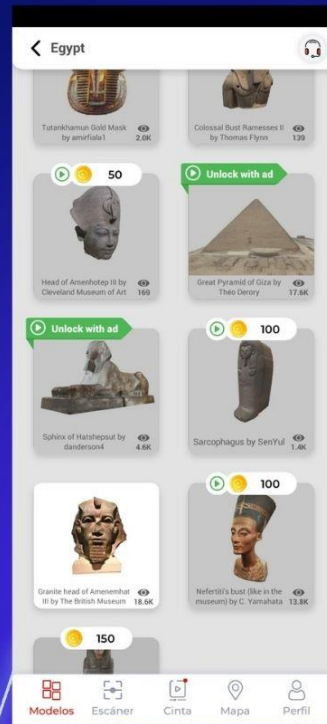 Egypt
Tutankhamun Gold Mask
by amirfiala1
2.0K
Colossal Bust Ramesses II
by Thomas Flynn
139
50
Head of Amenhotep III by
Cleveland Museum of Art
169
Unlock with ad
Great Pyramid of Giza by
Théo Derory
17.6K
Unlock with ad
Sphinx of Hatshepsut by
danderson4
4.6K
100
Sarcophagus by SenYul
1.4K
Granite head of Amenemhat
III by The British Museum
18.6K
100
Nefertiti's bust (like in the
museum) by C. Yamahata
13.8K
150
Modelos
Escáner
Cinta
Mapa
Perfil